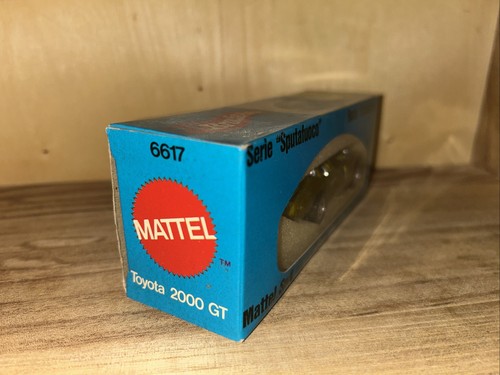 6617
MATTEL
TM
Toyota 2000 GT
Serie "Sputafuoco"
Mattel